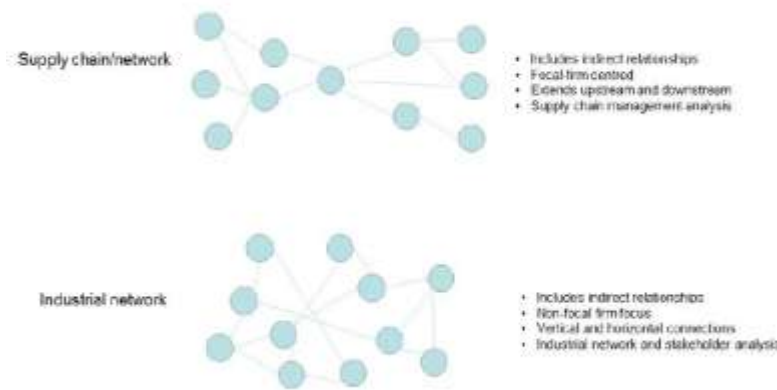 Supply chain/network
• Includes indirect relationships
• Focal-firm centred
• Extends upstream and downstream
• Supply chain management analysis
Industrial network
• Includes indirect relationships
• Non-focal firm focus
• Vertical and horizontal connections
• Industrial network and stakeholder analysis